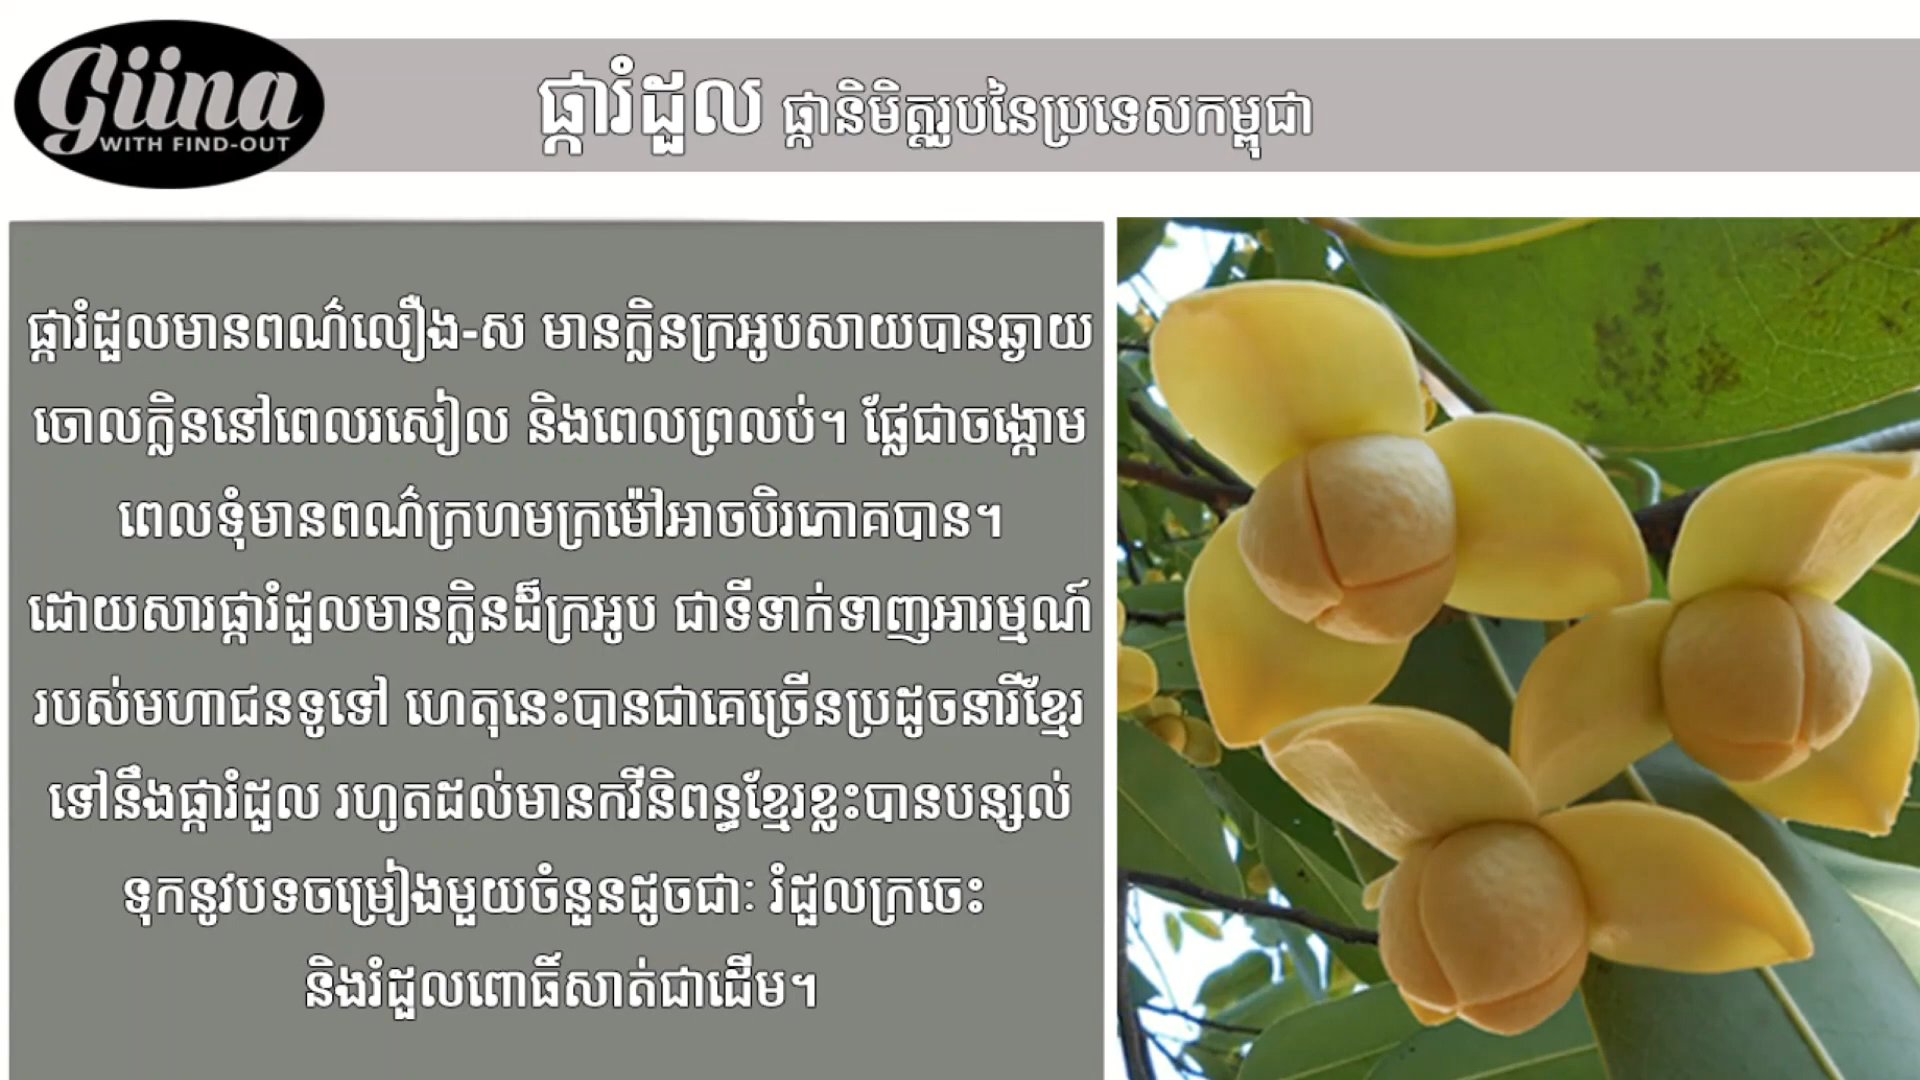 Giina
WITH FIND-OUT
ផ្ការំដួល ផ្កានិមិត្តរូបនៃប្រទេសកម្ពុជា
ផ្ការំដួលមានពណ៌លឿង-ស មានក្លិនក្រអូបសាយបានឆ្ងាយ
ចោលក្លិននៅពេលរសៀល និងពេលព្រលប់។ ផ្លែជាចង្កោម
ពេលទុំមានពណ៌ក្រហមក្រម៉ៅអាចបរិភោគបាន។
ដោយសារផ្ការំដួលមានក្លិនដ៏ក្រអូប ជាទីទាក់ទាញអារម្មណ៍
របស់មហាជនទូទៅ ហេតុនេះបានជាគេច្រើនប្រដូចនារីខ្មែរ
ទៅនឹងផ្ការំដួល រហូតដល់មានកវីនិពន្ធខ្មែរខ្លះបានបន្សល់
ទុកនូវបទចម្រៀងមួយចំនួនដូចជា: រំដួលក្រចេះ
និងរំដួលពោធិ៍សាត់ជាដើម។